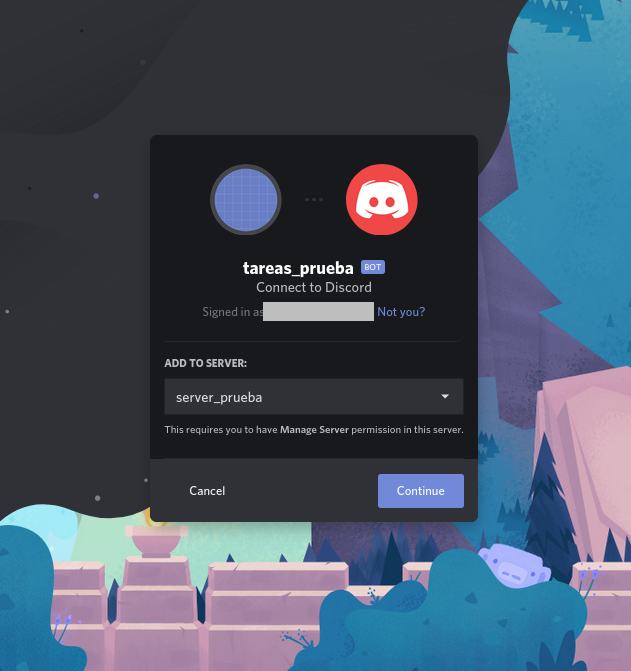 tareas_prueba BOT
Connect to Discord
Signed in as Not you?
ADD TO SERVER:
server_prueba
This requires you to have Manage Server permission in this server.
Cancel Continue